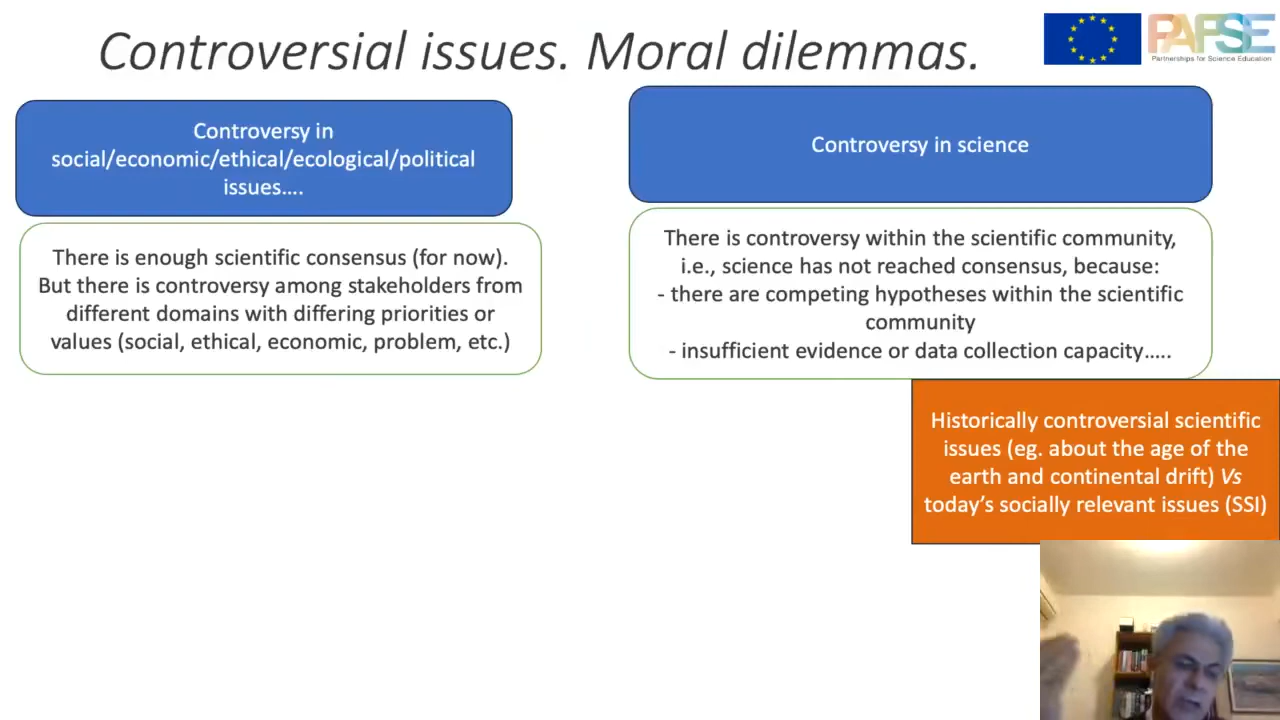 Controversial issues. Moral dilemmas.
PAPSE
Partnerships for Science Education
Controversy in
social/economic/ethical/ecological/political
issues….
Controversy in science
There is enough scientific consensus (for now).
But there is controversy among stakeholders from
different domains with differing priorities or
values (social, ethical, economic, problem, etc.)
There is controversy within the scientific community,
i.e., science has not reached consensus, because:
- there are competing hypotheses within the scientific
community
- insufficient evidence or data collection capacity…..
Historically controversial scientific
issues (eg. about the age of the
earth and continental drift) Vs
today’s socially relevant issues (SSI)